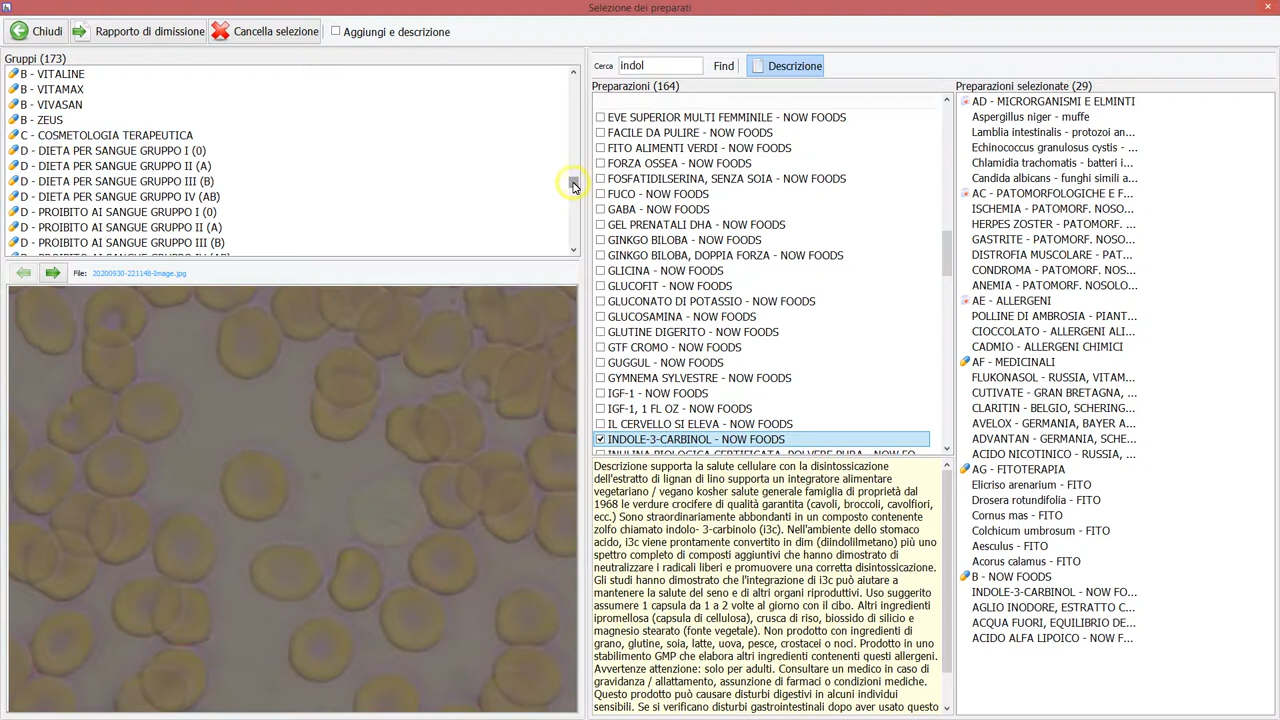 Selezione dei preparati
Chiudi
Rapporto di dimissione
Cancella selezione
Aggiungi e descrizione
Gruppi (173)
B - VITALINE
B - VITAMAX
B - VIVASAN
B - ZEUS
C - COSMETOLOGIA TERAPEUTICA
D - DIETA PER SANGUE GRUPPO I (0)
D - DIETA PER SANGUE GRUPPO II (A)
D - DIETA PER SANGUE GRUPPO III (B)
D - DIETA PER SANGUE GRUPPO IV (AB)
D - PROIBITO AI SANGUE GRUPPO I (0)
D - PROIBITO AI SANGUE GRUPPO II (A)
D - PROIBITO AI SANGUE GRUPPO III (B)
File: 20200930-221148-Image.jpg
Cerca indol Find Descrizione
Preparazioni (164)
EVE SUPERIOR MULTI FEMMINILE - NOW FOODS
FACILE DA PULIRE - NOW FOODS
FITO ALIMENTI VERDI - NOW FOODS
FORZA OSSEA - NOW FOODS
FOSFATIDILSERINA, SENZA SOIA - NOW FOODS
FUCO - NOW FOODS
GABA - NOW FOODS
GEL PRENATALI DHA - NOW FOODS
GINKGO BILOBA - NOW FOODS
GINKGO BILOBA, DOPPIA FORZA - NOW FOODS
GLICINA - NOW FOODS
GLUCOFIT - NOW FOODS
GLUCONATO DI POTASSIO - NOW FOODS
GLUCOSAMINA - NOW FOODS
GLUTINE DIGERITO - NOW FOODS
GTF CROMO - NOW FOODS
GUGGUL - NOW FOODS
GYMNEMA SYLVESTRE - NOW FOODS
IGF-1 - NOW FOODS
IGF-1, 1 FL OZ - NOW FOODS
IL CERVELLO SI ELEVA - NOW FOODS
INDOLE-3-CARBINOL - NOW FOODS
INULINA BIOLOGICA CERTIFICATA, POLVERE PURA - NOW FO...
Descrizione supporta la salute cellulare con la disintossicazione
dell'estratto di lignan di lino supporta un integratore alimentare
vegetariano / vegano kosher salute generale famiglia di proprietà dal
1968 le verdure crocifere di qualità garantita (cavoli, broccoli, cavolfiori,
ecc.) Sono straordinariamente abbondanti in un composto contenente
zolfo chiamato indolo- 3-carbinolo (i3c). Nell'ambiente dello stomaco
acido, i3c viene prontamente convertito in dim (diindolilmetano) più uno
spettro completo di composti aggiuntivi che hanno dimostrato di
neutralizzare i radicali liberi e promuovere una corretta disintossicazione.
Gli studi hanno dimostrato che l'integrazione di i3c può aiutare a
mantenere la salute del seno e di altri organi riproduttivi. Uso suggerito
assumere 1 capsula da 1 a 2 volte al giorno con il cibo. Altri ingredienti
ipromellosa (capsula di cellulosa), crusca di riso, biossido di silicio e
magnesio stearato (fonte vegetale). Non prodotto con ingredienti di
grano, glutine, soia, latte, uova, pesce, crostacei o noci. Prodotto in uno
stabilimento GMP che elabora altri ingredienti contenenti questi allergeni.
Avvertenze attenzione: solo per adulti. Consultare un medico in caso di
gravidanza / allattamento, assunzione di farmaci o condizioni mediche.
Questo prodotto può causare disturbi digestivi in alcuni individui
sensibili. Se si verificano disturbi gastrointestinali dopo aver usato questo
Preparazioni selezionate (29)
AD - MICRORGANISMI E ELMINTI
Aspergillus niger - muffe
Lamblia intestinalis - protozoi an...
Echinococcus granulosus cystis - ...
Chlamidia trachomatis - batteri i...
Candida albicans - funghi simili a...
AC - PATOMORFOLOGICHE E F...
ISCHEMIA - PATOMORF. NOSO...
HERPES ZOSTER - PATOMORF. ...
GASTRITE - PATOMORF. NOSO...
DISTROFIA MUSCOLARE - PAT...
CONDROMA - PATOMORF. NOS...
ANEMIA - PATOMORF. NOSOLO...
AE - ALLERGENI
POLLINE DI AMBROSIA - PIANT...
CIOCCOLATO - ALLERGENI ALI...
CADMIO - ALLERGENI CHIMICI
AF - MEDICINALI
FLUKONASOL - RUSSIA, VITAM...
CUTIVATE - GRAN BRETAGNA, ...
CLARITIN - BELGIO, SCHERING...
AVELOX - GERMANIA, BAYER A...
ADVANTAN - GERMANIA, SCHE...
ACIDO NICOTINICO - RUSSIA, ...
AG - FITOTERAPIA
Elicriso arenarium - FITO
Drosera rotundifolia - FITO
Cornus mas - FITO
Colchicum umbrosum - FITO
Aesculus - FITO
Acorus calamus - FITO
B - NOW FOODS
INDOLE-3-CARBINOL - NOW FO...
AGLIO INODORE, ESTRATTO C...
ACQUA FUORI, EQUILIBRIO DE...
ACIDO ALFA LIPOICO - NOW F...